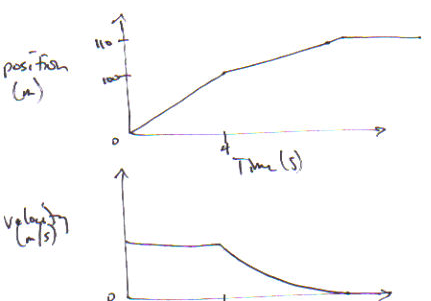 110
position
(m)
100
0
4
Time (s)
velocity
(m/s)
0